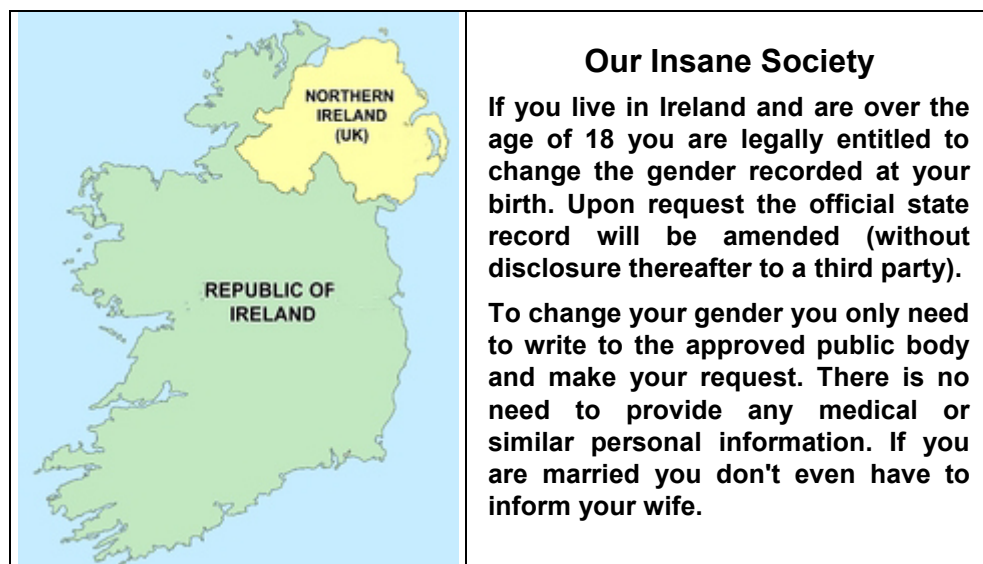 NORTHERN
IRELAND
(UK)
REPUBLIC OF
IRELAND
Our Insane Society
If you live in Ireland and are over the
age of 18 you are legally entitled to
change the gender recorded at your
birth. Upon request the official state
record will be amended (without
disclosure thereafter to a third party).
To change your gender you only need
to write to the approved public body
and make your request. There is no
need to provide any medical or
similar personal information. If you
are married you don't even have to
inform your wife.